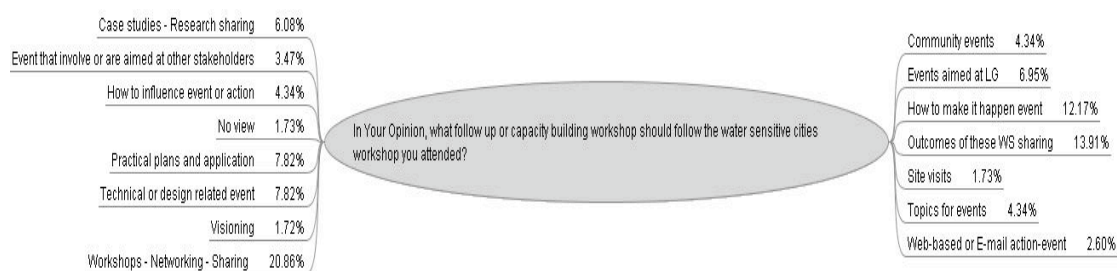 Case studies - Research sharing 6.08%
Event that involve or are aimed at other stakeholders 3.47%
How to influence event or action 4.34%
No view 1.73%
Practical plans and application 7.82%
Technical or design related event 7.82%
Visioning 1.72%
Workshops - Networking - Sharing 20.86%
In Your Opinion, what follow up or capacity building workshop should follow the water sensitive cities
workshop you attended?
Community events 4.34%
Events aimed at LG 6.95%
How to make it happen event 12.17%
Outcomes of these WS sharing 13.91%
Site visits 1.73%
Topics for events 4.34%
Web-based or E-mail action-event 2.60%